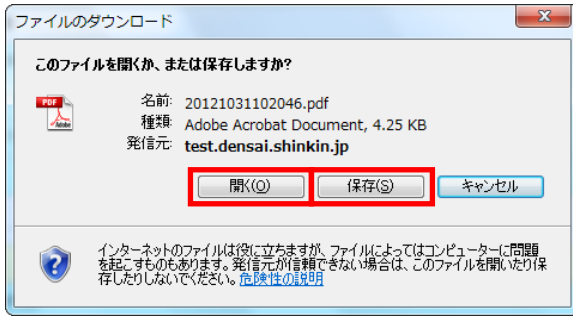 ファイルのダウンロード
このファイルを開くか、または保存しますか?
PDF
Adobe
名前: 20121031102046.pdf
種類: Adobe Acrobat Document, 4.25 KB
発信元: test.densai.shinkin.jp
開く(O) 保存(S) キャンセル
インターネットのファイルは役に立ちますが、ファイルによってはコンピューターに問題
を起こすものもあります。発信元が信頼できない場合は、このファイルを開いたり保
存したりしないでください。危険性の説明